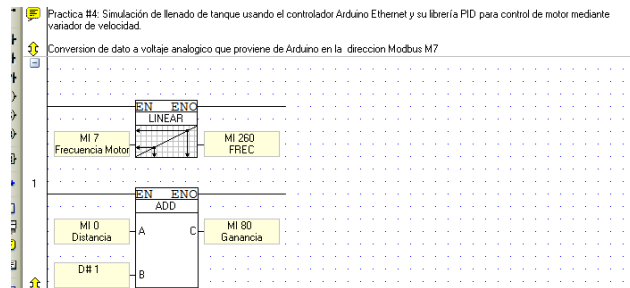 Practica #4: Simulación de llenado de tanque usando el controlador Arduino Ethernet y su librería PID para control de motor mediante
variador de velocidad.
Conversion de dato a voltaje analogico que proviene de Arduino en la direccion Modbus M7
EN ENO
LINEAR
MI 7
Frecuencia Motor
MI 260
FREC
1
EN ENO
ADD
MI 0
Distancia
A
C
MI 80
Ganancia
D# 1
B